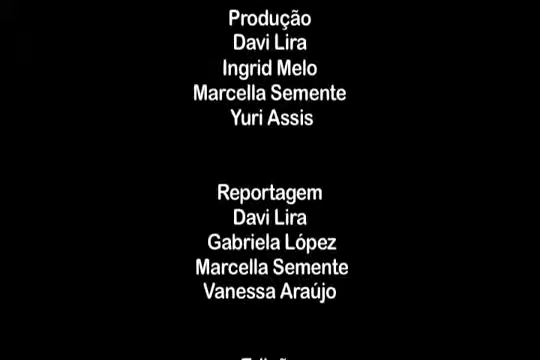 Produção
Davi Lira
Ingrid Melo
Marcella Semente
Yuri Assis
Reportagem
Davi Lira
Gabriela López
Marcella Semente
Vanessa Araújo